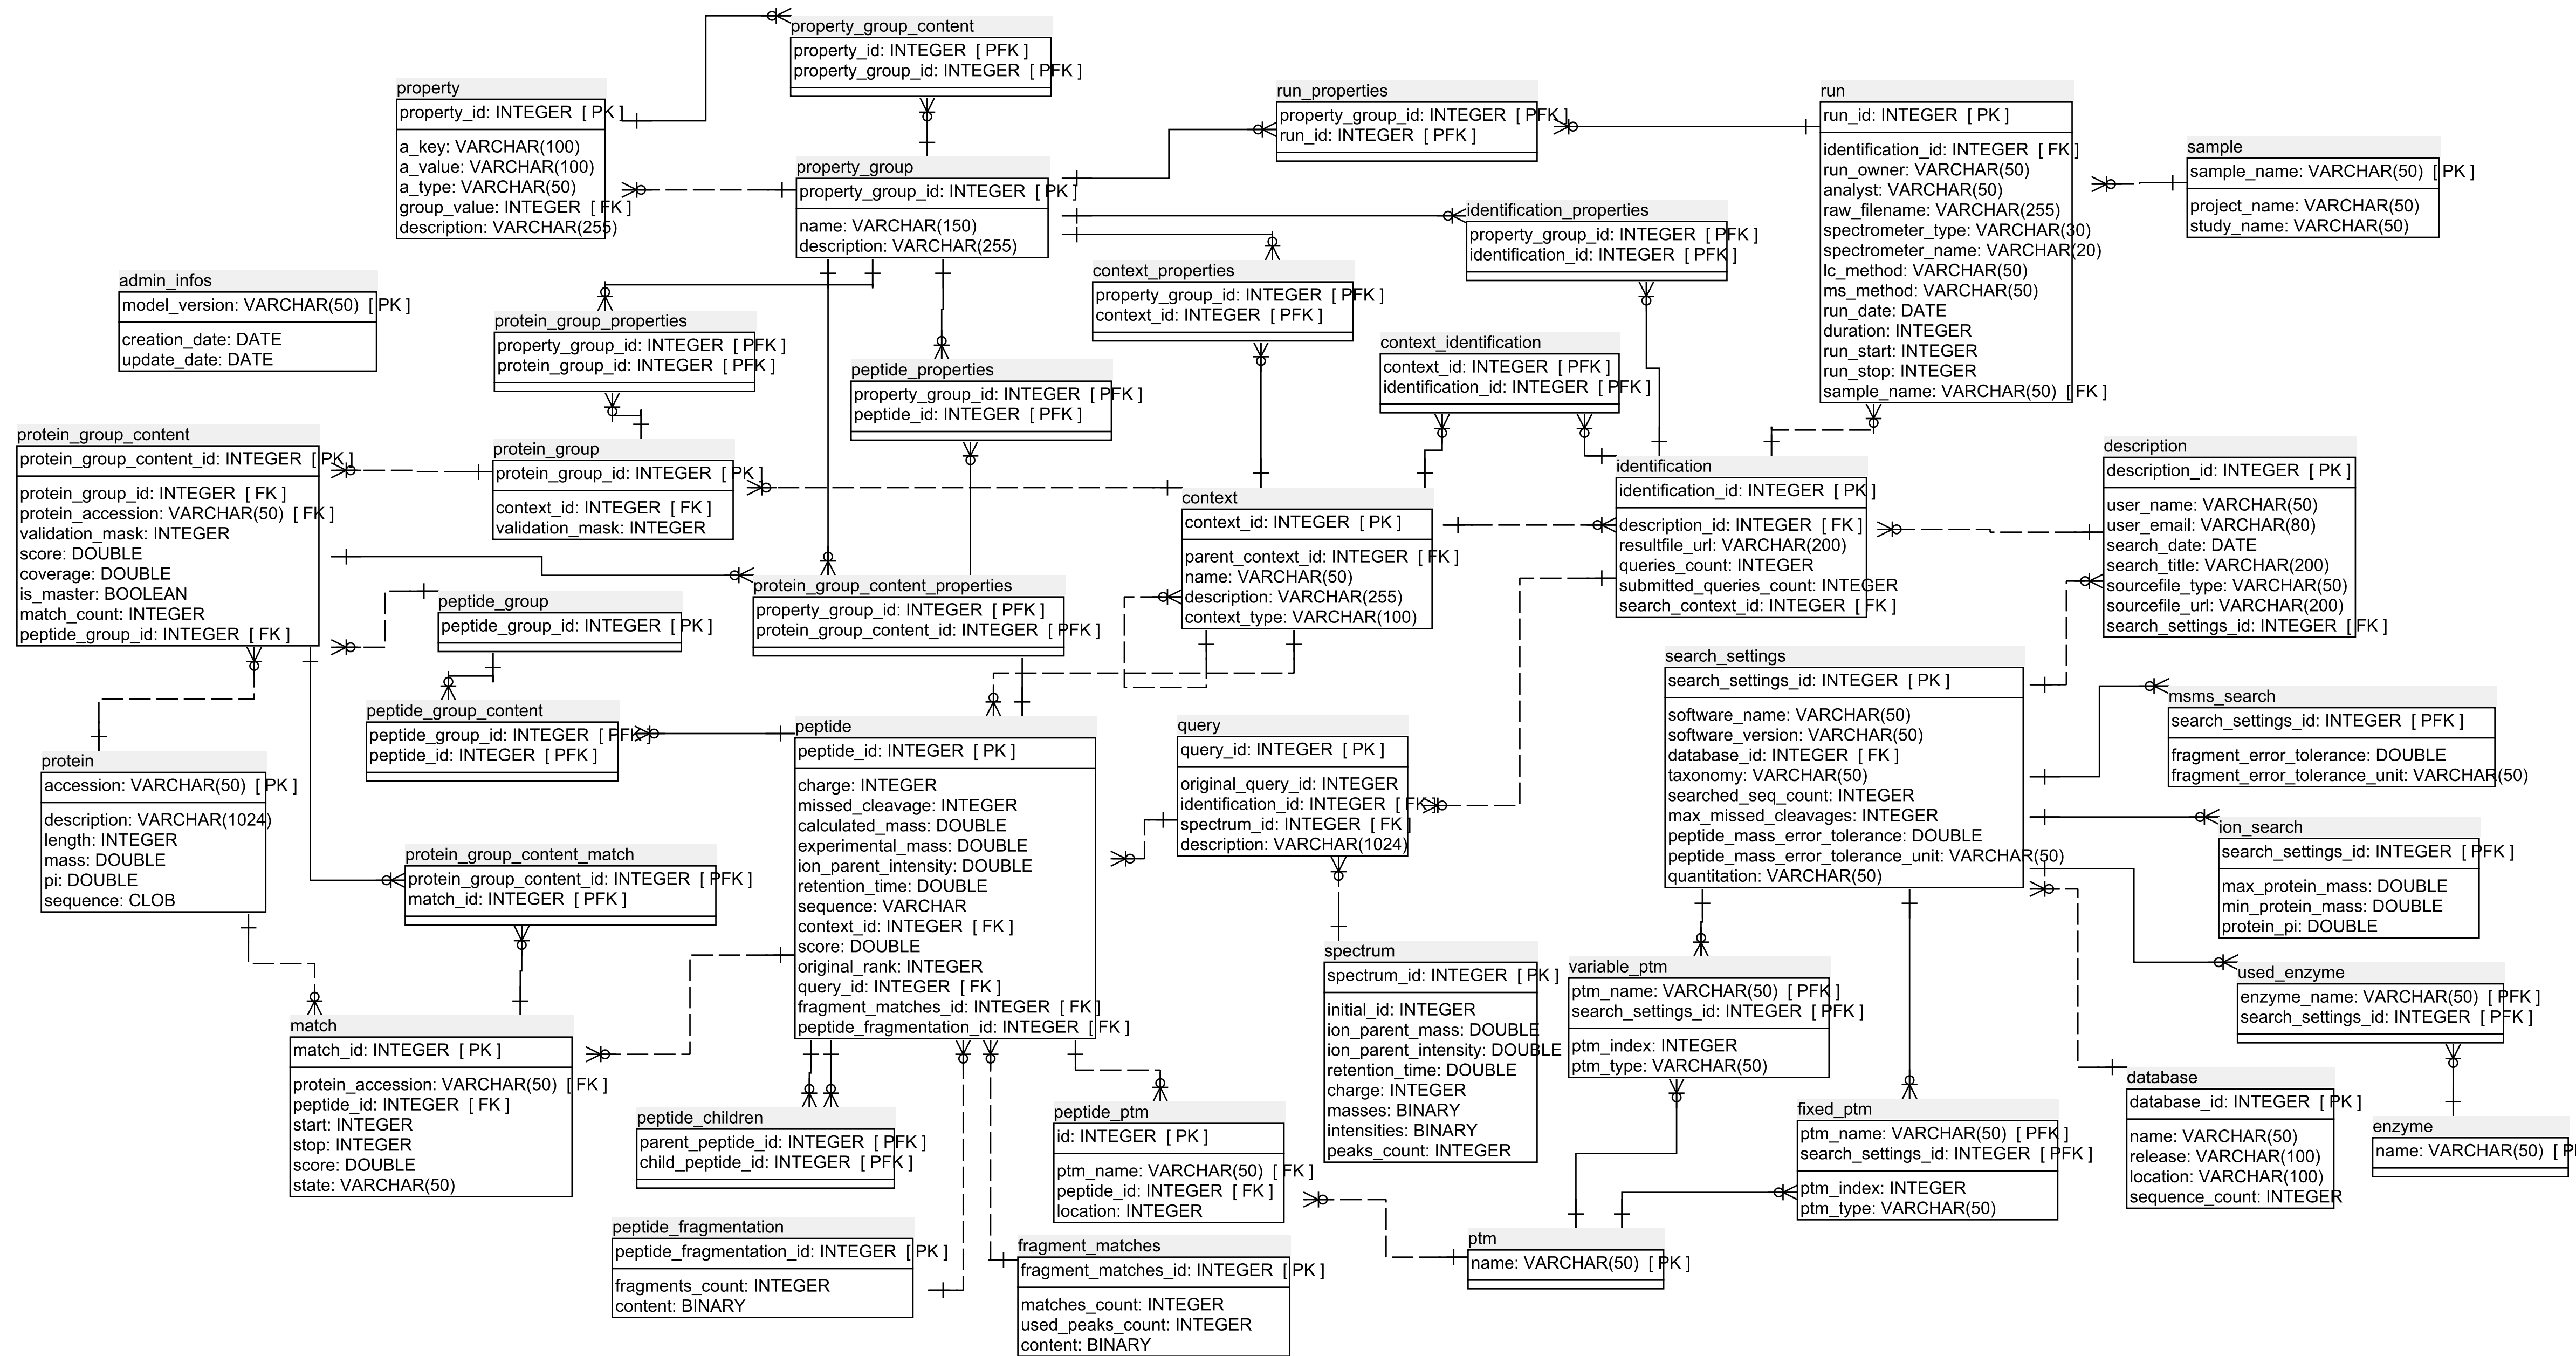 property_group_content
property_id: INTEGER  [ PFK ]
property_group_id: INTEGER  [ PFK ]
property
property_id: INTEGER  [ PK ]
a_key: VARCHAR(100)
a_value: VARCHAR(100)
a_type: VARCHAR(50)
group_value: INTEGER  [ FK ]
description: VARCHAR(255)
property_group
property_group_id: INTEGER  [ PK ]
name: VARCHAR(150)
description: VARCHAR(255)
run_properties
property_group_id: INTEGER  [ PFK ]
run_id: INTEGER  [ PFK ]
run
run_id: INTEGER  [ PK ]
identification_id: INTEGER  [ FK ]
run_owner: VARCHAR(50)
analyst: VARCHAR(50)
raw_filename: VARCHAR(255)
spectrometer_type: VARCHAR(30)
spectrometer_name: VARCHAR(20)
lc_method: VARCHAR(50)
ms_method: VARCHAR(50)
run_date: DATE
duration: INTEGER
run_start: INTEGER
run_stop: INTEGER
sample_name: VARCHAR(50)  [ FK ]
sample
sample_name: VARCHAR(50)  [ PK ]
project_name: VARCHAR(50)
study_name: VARCHAR(50)
identification_properties
property_group_id: INTEGER  [ PFK ]
identification_id: INTEGER  [ PFK ]
context_properties
property_group_id: INTEGER  [ PFK ]
context_id: INTEGER  [ PFK ]
admin_infos
model_version: VARCHAR(50)  [ PK ]
creation_date: DATE
update_date: DATE
protein_group_properties
property_group_id: INTEGER  [ PFK ]
protein_group_id: INTEGER  [ PFK ]
context_identification
context_id: INTEGER  [ PFK ]
identification_id: INTEGER  [ PFK ]
peptide_properties
property_group_id: INTEGER  [ PFK ]
peptide_id: INTEGER  [ PFK ]
protein_group_content
protein_group_content_id: INTEGER  [ PK ]
protein_group_id: INTEGER  [ FK ]
protein_accession: VARCHAR(50)  [ FK ]
validation_mask: INTEGER
score: DOUBLE
coverage: DOUBLE
is_master: BOOLEAN
match_count: INTEGER
peptide_group_id: INTEGER  [ FK ]
protein_group
protein_group_id: INTEGER  [ PK ]
context_id: INTEGER  [ FK ]
validation_mask: INTEGER
context
context_id: INTEGER  [ PK ]
parent_context_id: INTEGER  [ FK ]
name: VARCHAR(50)
description: VARCHAR(255)
context_type: VARCHAR(100)
identification
identification_id: INTEGER  [ PK ]
description_id: INTEGER  [ FK ]
resultfile_url: VARCHAR(200)
queries_count: INTEGER
submitted_queries_count: INTEGER
search_context_id: INTEGER  [ FK ]
description
description_id: INTEGER  [ PK ]
user_name: VARCHAR(50)
user_email: VARCHAR(80)
search_date: DATE
search_title: VARCHAR(200)
sourcefile_type: VARCHAR(50)
sourcefile_url: VARCHAR(200)
search_settings_id: INTEGER  [ FK ]
protein_group_content_properties
property_group_id: INTEGER  [ PFK ]
protein_group_content_id: INTEGER  [ PFK ]
peptide_group
peptide_group_id: INTEGER  [ PK ]
peptide_group_content
peptide_group_id: INTEGER  [ PFK ]
peptide_id: INTEGER  [ PFK ]
search_settings
search_settings_id: INTEGER  [ PK ]
software_name: VARCHAR(50)
software_version: VARCHAR(50)
database_id: INTEGER  [ FK ]
taxonomy: VARCHAR(50)
searched_seq_count: INTEGER
max_missed_cleavages: INTEGER
peptide_mass_error_tolerance: DOUBLE
peptide_mass_error_tolerance_unit: VARCHAR(50)
quantitation: VARCHAR(50)
msms_search
search_settings_id: INTEGER  [ PFK ]
fragment_error_tolerance: DOUBLE
fragment_error_tolerance_unit: VARCHAR(50)
protein
accession: VARCHAR(50)  [ PK ]
description: VARCHAR(1024)
length: INTEGER
mass: DOUBLE
pi: DOUBLE
sequence: CLOB
peptide
peptide_id: INTEGER  [ PK ]
charge: INTEGER
missed_cleavage: INTEGER
calculated_mass: DOUBLE
experimental_mass: DOUBLE
ion_parent_intensity: DOUBLE
retention_time: DOUBLE
sequence: VARCHAR
context_id: INTEGER  [ FK ]
score: DOUBLE
original_rank: INTEGER
query_id: INTEGER  [ FK ]
fragment_matches_id: INTEGER  [ FK ]
peptide_fragmentation_id: INTEGER  [ FK ]
query
query_id: INTEGER  [ PK ]
original_query_id: INTEGER
identification_id: INTEGER  [ FK ]
spectrum_id: INTEGER  [ FK ]
description: VARCHAR(1024)
ion_search
search_settings_id: INTEGER  [ PFK ]
max_protein_mass: DOUBLE
min_protein_mass: DOUBLE
protein_pi: DOUBLE
protein_group_content_match
protein_group_content_id: INTEGER  [ PFK ]
match_id: INTEGER  [ PFK ]
spectrum
spectrum_id: INTEGER  [ PK ]
initial_id: INTEGER
ion_parent_mass: DOUBLE
ion_parent_intensity: DOUBLE
retention_time: DOUBLE
charge: INTEGER
masses: BINARY
intensities: BINARY
peaks_count: INTEGER
variable_ptm
ptm_name: VARCHAR(50)  [ PFK ]
search_settings_id: INTEGER  [ PFK ]
ptm_index: INTEGER
ptm_type: VARCHAR(50)
used_enzyme
enzyme_name: VARCHAR(50)  [ PFK ]
search_settings_id: INTEGER  [ PFK ]
match
match_id: INTEGER  [ PK ]
protein_accession: VARCHAR(50)  [ FK ]
peptide_id: INTEGER  [ FK ]
start: INTEGER
stop: INTEGER
score: DOUBLE
state: VARCHAR(50)
peptide_children
parent_peptide_id: INTEGER  [ PFK ]
child_peptide_id: INTEGER  [ PFK ]
peptide_ptm
id: INTEGER  [ PK ]
ptm_name: VARCHAR(50)  [ FK ]
peptide_id: INTEGER  [ FK ]
location: INTEGER
fixed_ptm
ptm_name: VARCHAR(50)  [ PFK ]
search_settings_id: INTEGER  [ PFK ]
ptm_index: INTEGER
ptm_type: VARCHAR(50)
database
database_id: INTEGER  [ PK ]
name: VARCHAR(50)
release: VARCHAR(100)
location: VARCHAR(100)
sequence_count: INTEGER
enzyme
name: VARCHAR(50)  [ P
peptide_fragmentation
peptide_fragmentation_id: INTEGER  [ PK ]
fragments_count: INTEGER
content: BINARY
fragment_matches
fragment_matches_id: INTEGER  [ PK ]
matches_count: INTEGER
used_peaks_count: INTEGER
content: BINARY
ptm
name: VARCHAR(50)  [ PK ]